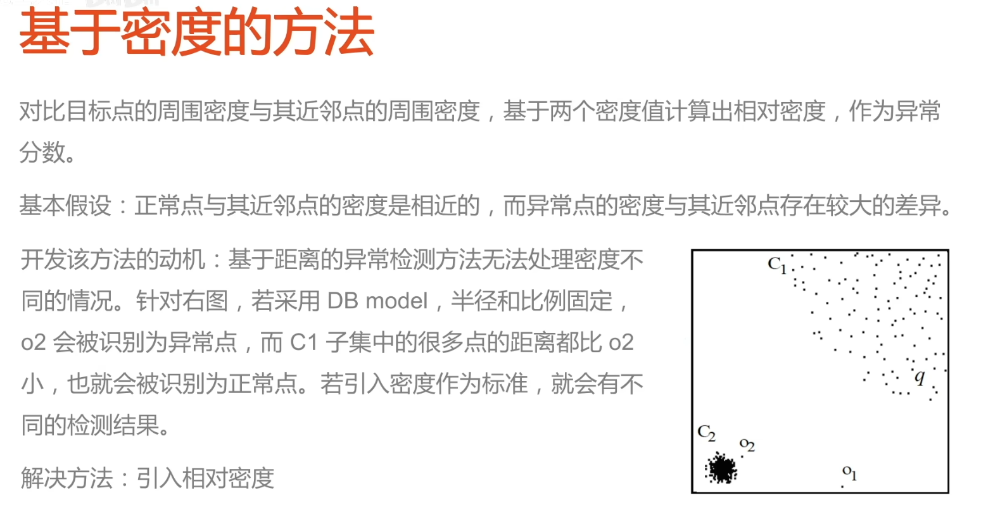 基于密度的方法
对比目标点的周围密度与其近邻点的周围密度，基于两个密度值计算出相对密度，作为异常
分数。
基本假设：正常点与其近邻点的密度是相近的，而异常点的密度与其近邻点存在较大的差异。
开发该方法的动机：基于距离的异常检测方法无法处理密度不
同的情况。针对右图，若采用 DB model，半径和比例固定，
o2 会被识别为异常点，而 C1 子集中的很多点的距离都比 o2
小，也就会被识别为正常点。若引入密度作为标准，就会有不
同的检测结果。
解决方法：引入相对密度
C1
q
C2
o2
o1